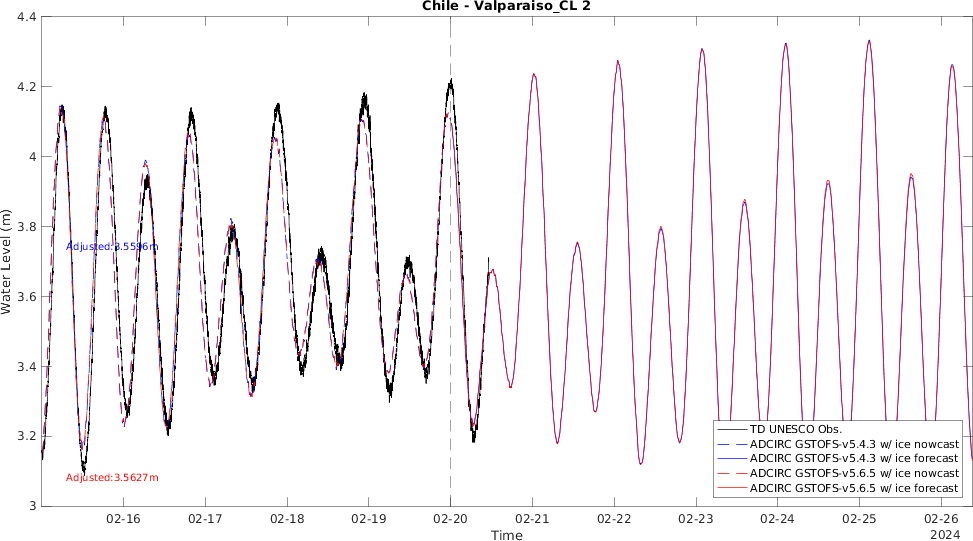 Chile - Valparaiso_CL 2
4.4
4.2
4
3.8
3.6
3.4
3.2
3
Water Level (m)
Adjusted:3.5596m
Adjusted:3.5627m
TD UNESCO Obs.
ADCIRC GSTOFS-v5.4.3 w/ ice nowcast
ADCIRC GSTOFS-v5.4.3 w/ ice forecast
ADCIRC GSTOFS-v5.6.5 w/ ice nowcast
ADCIRC GSTOFS-v5.6.5 w/ ice forecast
02-16 02-17 02-18 02-19 02-20 02-21 02-22 02-23 02-24 02-25 02-26
2024
Time